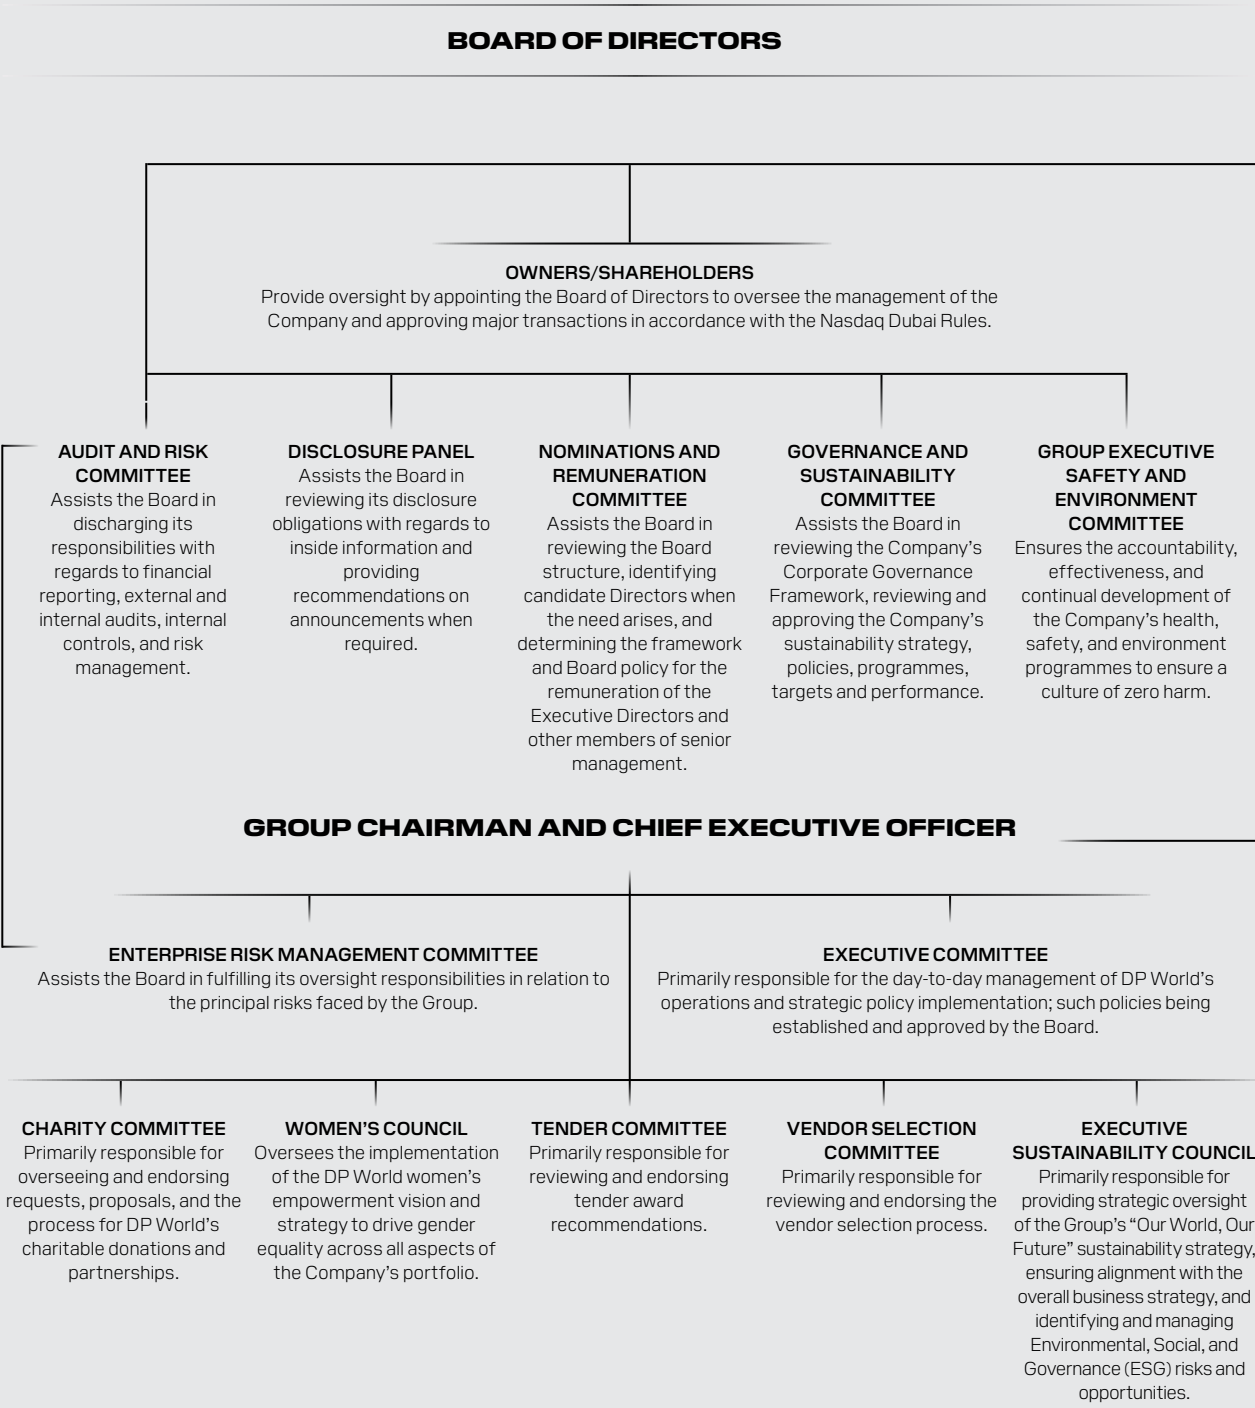 BOARD OF DIRECTORS
OWNERS/SHAREHOLDERS
Provide oversight by appointing the Board of Directors to oversee the management of the
Company and approving major transactions in accordance with the Nasdaq Dubai Rules.
AUDIT AND RISK
COMMITTEE
Assists the Board in
discharging its
responsibilities with
regards to financial
reporting, external and
internal audits, internal
controls, and risk
management.
DISCLOSURE PANEL
Assists the Board in
reviewing its disclosure
obligations with regards to
inside information and
providing
recommendations on
announcements when
required.
NOMINATIONS AND
REMUNERATION
COMMITTEE
Assists the Board in
reviewing the Board
structure, identifying
candidate Directors when
the need arises, and
determining the framework
and Board policy for the
remuneration of the
Executive Directors and
other members of senior
management.
GOVERNANCE AND
SUSTAINABILITY
COMMITTEE
Assists the Board in
reviewing the Company’s
Corporate Governance
Framework, reviewing and
approving the Company’s
sustainability strategy,
policies, programmes,
targets and performance.
GROUP EXECUTIVE
SAFETY AND
ENVIRONMENT
COMMITTEE
Ensures the accountability,
effectiveness, and
continual development of
the Company’s health,
safety, and environment
programmes to ensure a
culture of zero harm.
GROUP CHAIRMAN AND CHIEF EXECUTIVE OFFICER
ENTERPRISE RISK MANAGEMENT COMMITTEE
Assists the Board in fulfilling its oversight responsibilities in relation to
the principal risks faced by the Group.
EXECUTIVE COMMITTEE
Primarily responsible for the day-to-day management of DP World’s
operations and strategic policy implementation; such policies being
established and approved by the Board.
CHARITY COMMITTEE
Primarily responsible for
overseeing and endorsing
requests, proposals, and the
process for DP World’s
charitable donations and
partnerships.
WOMEN’S COUNCIL
Oversees the implementation
of the DP World women’s
empowerment vision and
strategy to drive gender
equality across all aspects of
the Company’s portfolio.
TENDER COMMITTEE
Primarily responsible for
reviewing and endorsing
tender award
recommendations.
VENDOR SELECTION
COMMITTEE
Primarily responsible for
reviewing and endorsing the
vendor selection process.
EXECUTIVE
SUSTAINABILITY COUNCIL
Primarily responsible for
providing strategic oversight
of the Group’s “Our World, Our
Future” sustainability strategy,
ensuring alignment with the
overall business strategy, and
identifying and managing
Environmental, Social, and
Governance (ESG) risks and
opportunities.